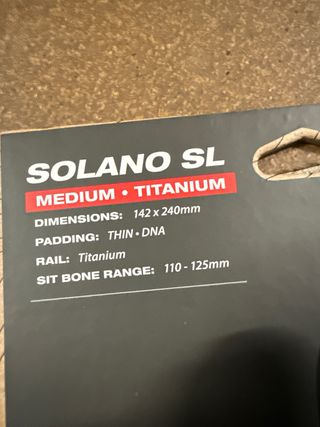 SOLANO SL
MEDIUM • TITANIUM
DIMENSIONS: 142 x 240mm
PADDING: THIN • DNA
RAIL: Titanium
SIT BONE RANGE: 110 - 125mm